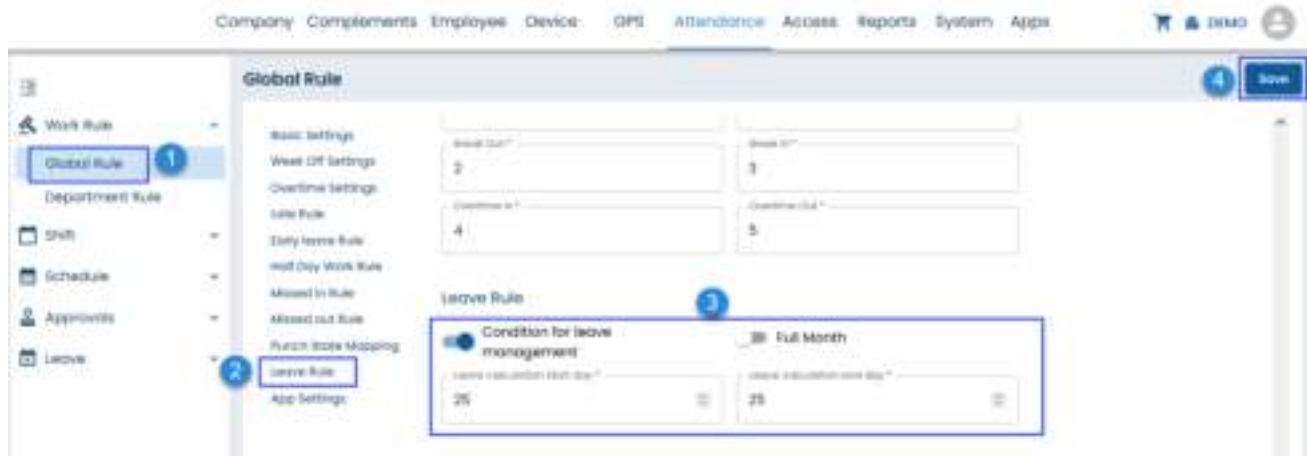 Company Complements Employee Device GPS Attendance Access Reports System Apps DEMO
Global Rule 4 Save
Work Rule
Global Rule 1
Department Rule
Shift
Schedule
Approvals
Leave
Basic Settings
Week Off Settings
Overtime Settings
Late Rule
Early leave Rule
Half Day Work Rule
Missed in Rule
Missed out Rule
Punch State Mapping
2 Leave Rule
App Settings
Break Out * Break In *
2 3
Overtime In * Overtime Out *
4 5
Leave Rule 3
Condition for leave
management
Full Month
Leave calculation start day * Leave calculation end day *
25 25